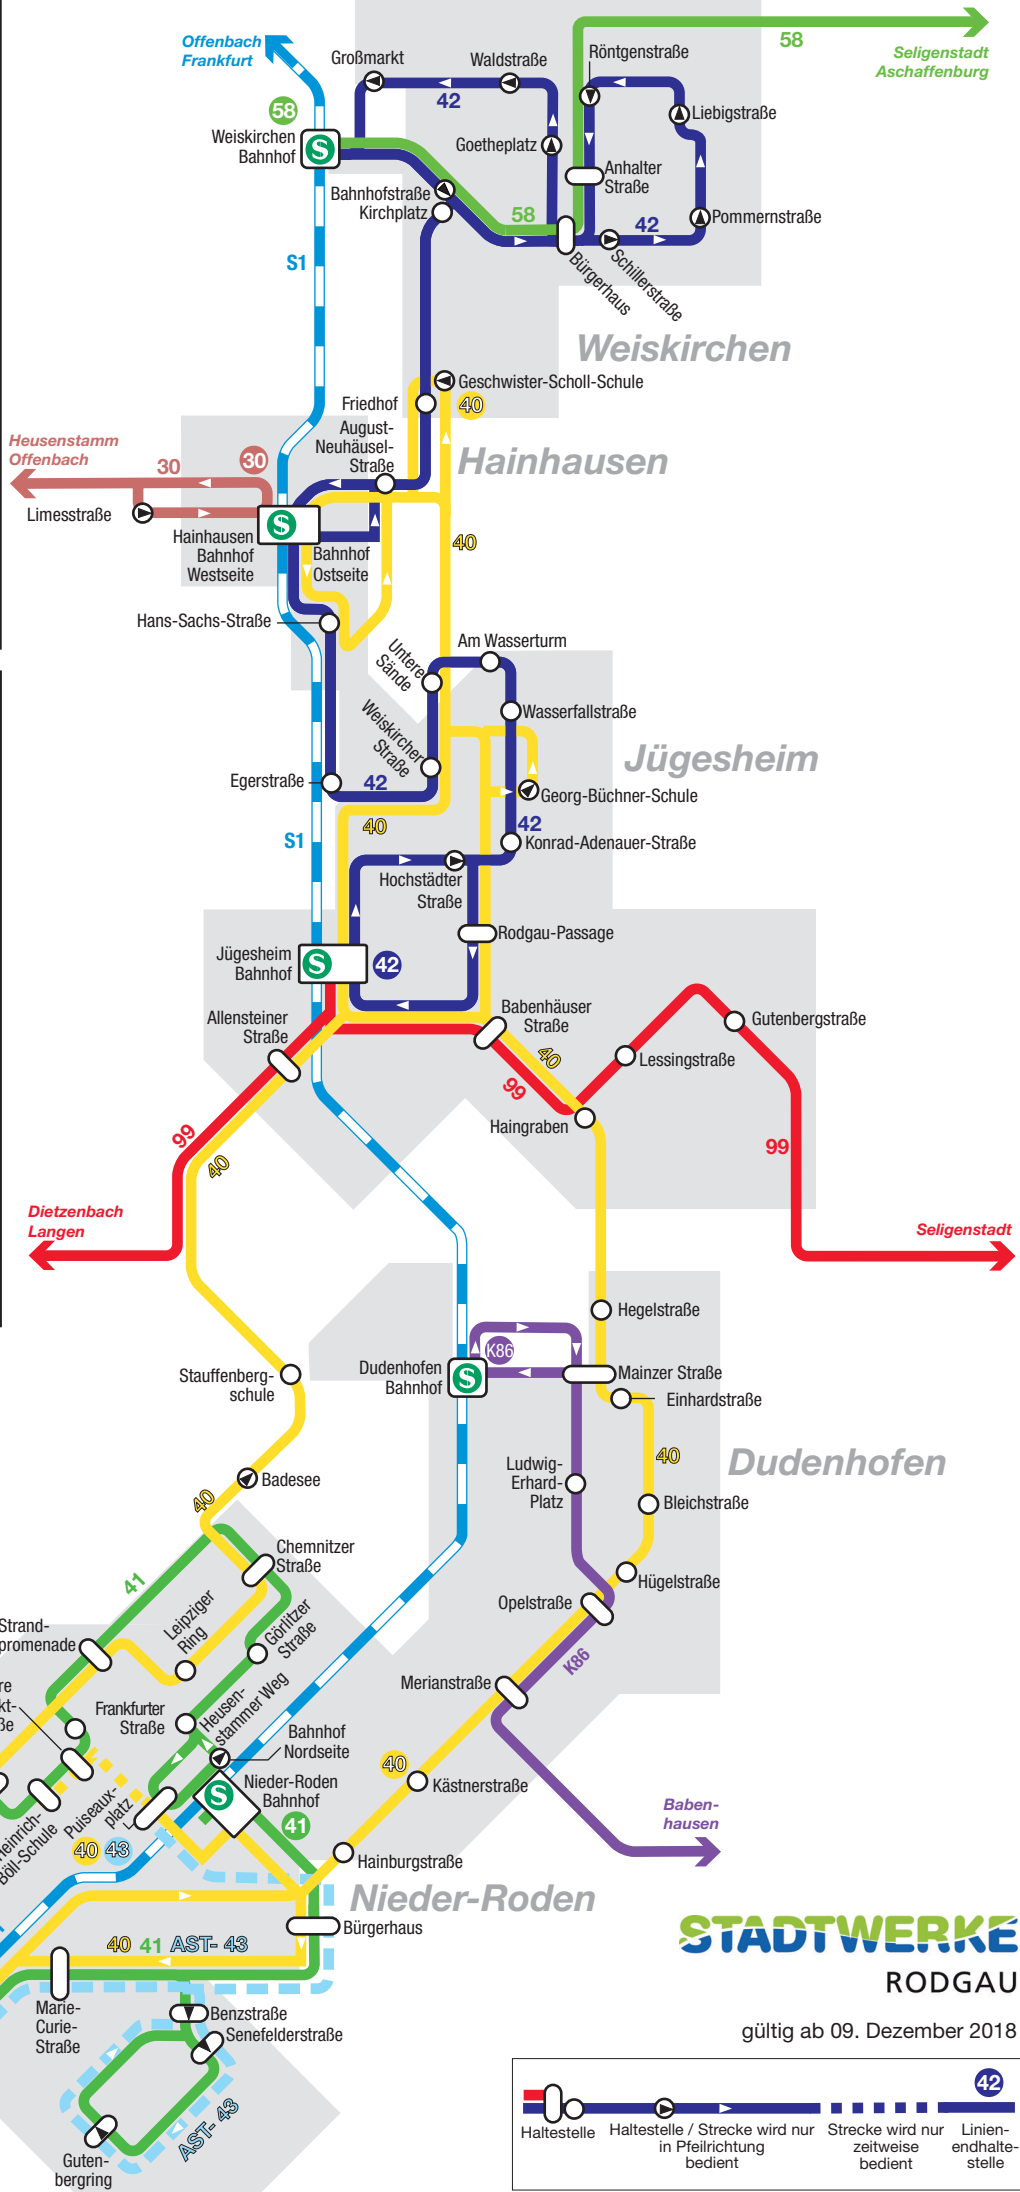 Offenbach
Frankfurt
58
Weiskirchen
Bahnhof
S
Großmarkt
Waldstraße
42
Röntgenstraße
58
Seligenstadt
Aschaffenburg
Liebigstraße
Goetheplatz
Anhalter
Straße
Bahnhofstraße
Kirchplatz
58
42
Pommernstraße
Schillerstraße
Bürgerhaus
S1
Weiskirchen
Geschwister-Scholl-Schule
Friedhof
40
August-
Neuhäusel-
Straße
Hainhausen
Heusenstamm
Offenbach
30
30
Limesstraße
S
Hainhausen
Bahnhof
Westseite
Bahnhof
Ostseite
40
Hans-Sachs-Straße
Untere
Sände
Am Wasserturm
Wasserfallstraße
Weiskircher
Straße
Jügesheim
Egerstraße
42
Georg-Büchner-Schule
40
42
S1
Konrad-Adenauer-Straße
Hochstädter
Straße
Rodgau-Passage
Jügesheim
Bahnhof
S
42
Allensteiner
Straße
Babenhäuser
Straße
Gutenbergstraße
40
Lessingstraße
99
Haingraben
99
40
99
Dietzenbach
Langen
Seligenstadt
Hegelstraße
K86
Dudenhofen
Bahnhof
S
Mainzer Straße
Einhardstraße
Stauffenberg-
schule
40
Dudenhofen
Ludwig-
Erhard-
Platz
Badesee
Bleichstraße
40
Chemnitzer
Straße
Hügelstraße
41
Opelstraße
Leipziger
Ring
Görlitzer
Straße
Strand-
promenade
K86
Merianstraße
re
kt-
ße
Frankfurter
Straße
Heusen-
stammer Weg
Bahnhof
Nordseite
40
Kästnerstraße
S
Nieder-Roden
Bahnhof
41
Puiseaux-
platz
Heinrich-
Böll-Schule
40
43
Baben-
hausen
Hainburgstraße
Nieder-Roden
Bürgerhaus
40 41 AST- 43
STADTWERKE
RODGAU
Marie-
Curie-
Straße
Benzstraße
Senefelderstraße
gültig ab 09. Dezember 2018
AST- 43
Guten-
bergring
42
Haltestelle
Haltestelle / Strecke wird nur
in Pfeilrichtung
bedient
Strecke wird nur
zeitweise
bedient
Linien-
endhalte-
stelle